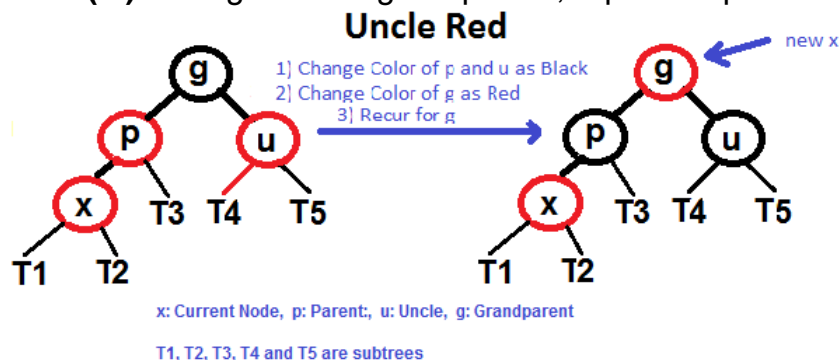 Uncle Red
g
1) Change Color of p and u as Black
2) Change Color of g as Red
3) Recur for g
new x
g
p
u
p
u
x
T3
T4
T5
x
T3
T4
T5
T1
T2
T1
T2
x: Current Node, p: Parent:, u: Uncle, g: Grandparent
T1, T2, T3, T4 and T5 are subtrees